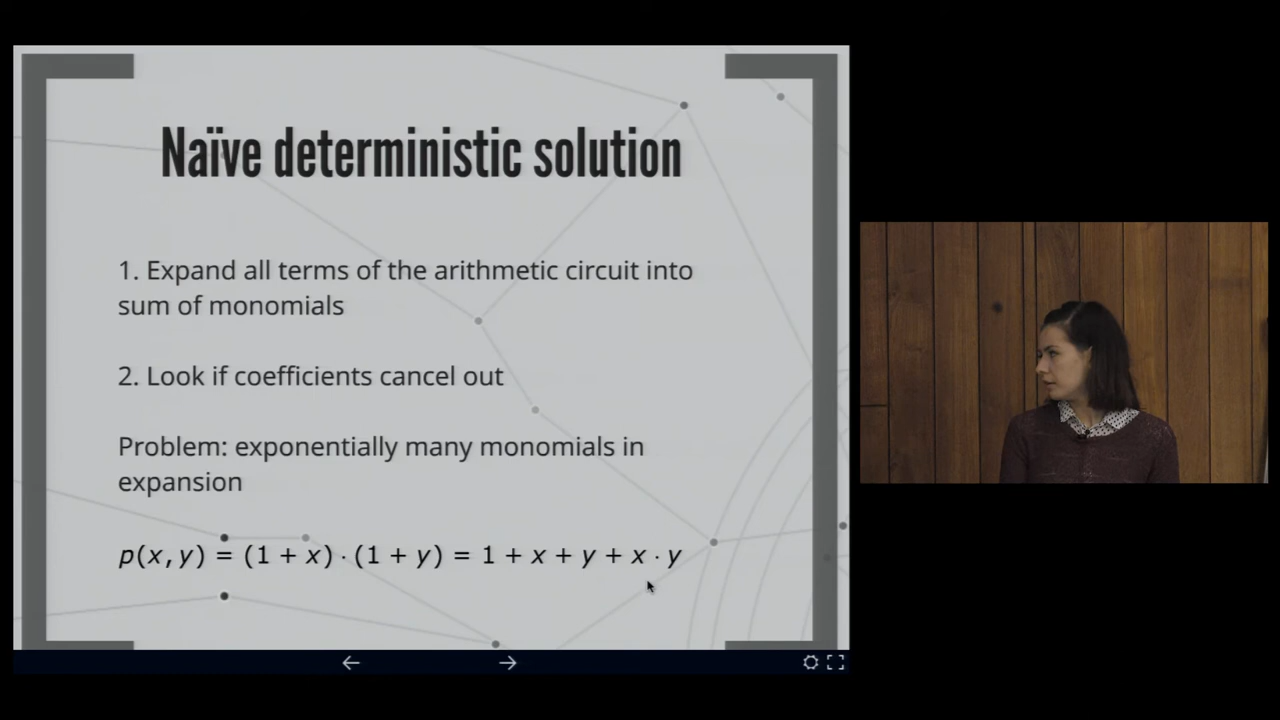 Naïve deterministic solution
1. Expand all terms of the arithmetic circuit into
sum of monomials
2. Look if coefficients cancel out
Problem: exponentially many monomials in
expansion
p(x, y) = (1 + x) · (1 + y) = 1 + x + y + x · y